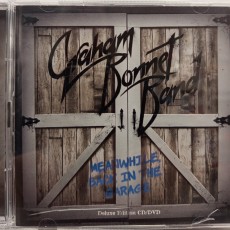 Graham
Bonnet
Band
MEANWHILE
BACK IN THE
GARAGE
Deluxe Edition CD/DVD